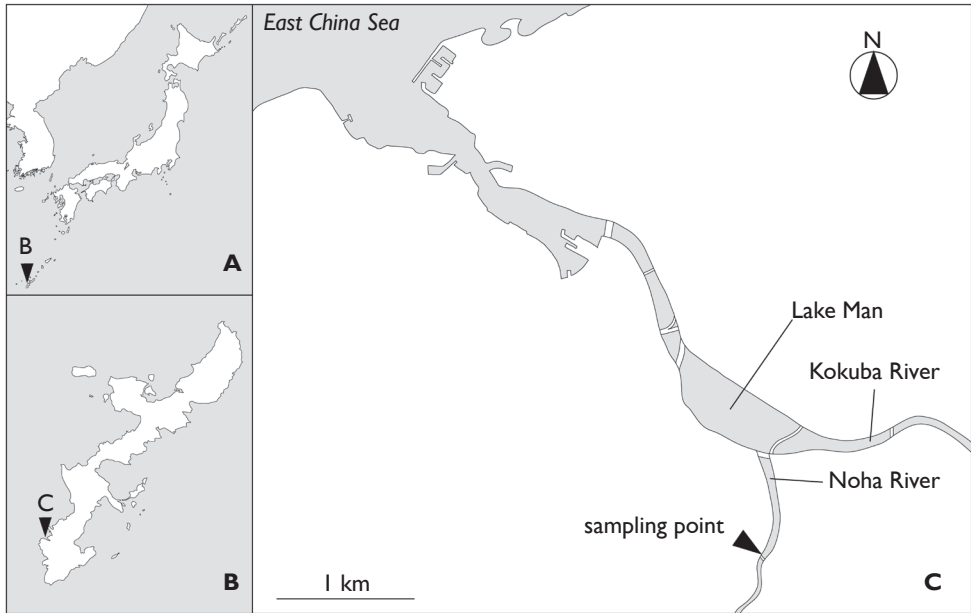 B
A
C
B
East China Sea
N
Lake Man
Kokuba River
Noha River
sampling point
1 km
C